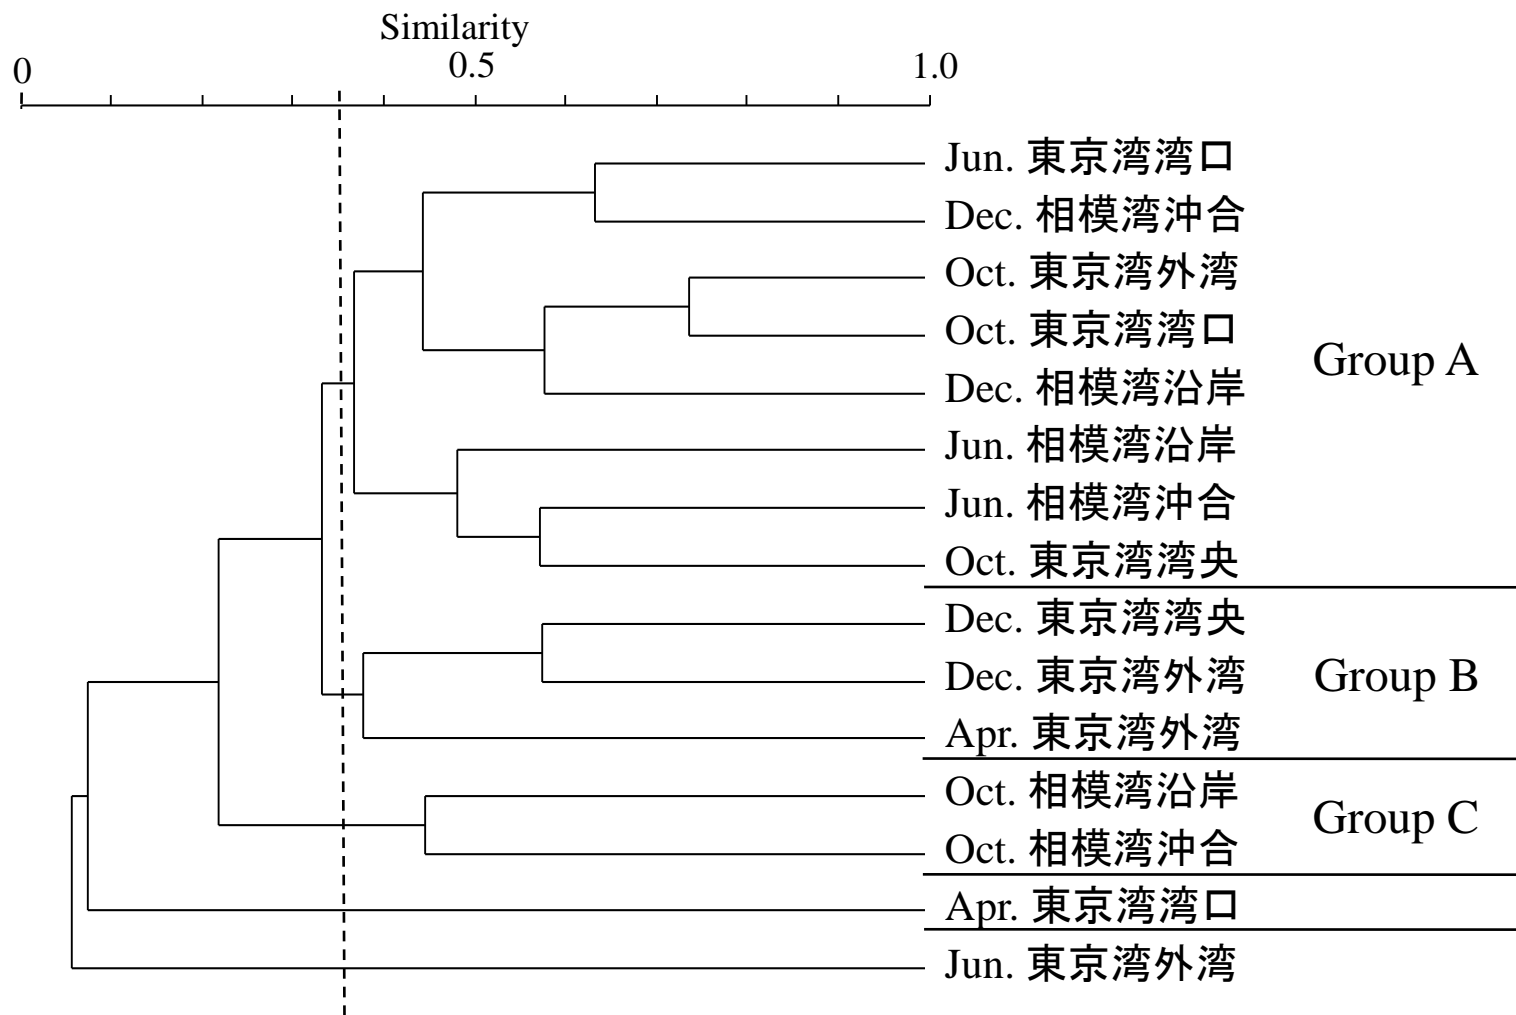 Similarity
0 0.5 1.0
Jun. 東京湾湾口
Dec. 相模湾沖合
Oct. 東京湾外湾
Oct. 東京湾湾口
Group A
Dec. 相模湾沿岸
Jun. 相模湾沿岸
Jun. 相模湾沖合
Oct. 東京湾湾央
Dec. 東京湾湾央
Dec. 東京湾外湾
Group B
Apr. 東京湾外湾
Oct. 相模湾沿岸
Group C
Oct. 相模湾沖合
Apr. 東京湾湾口
Jun. 東京湾外湾